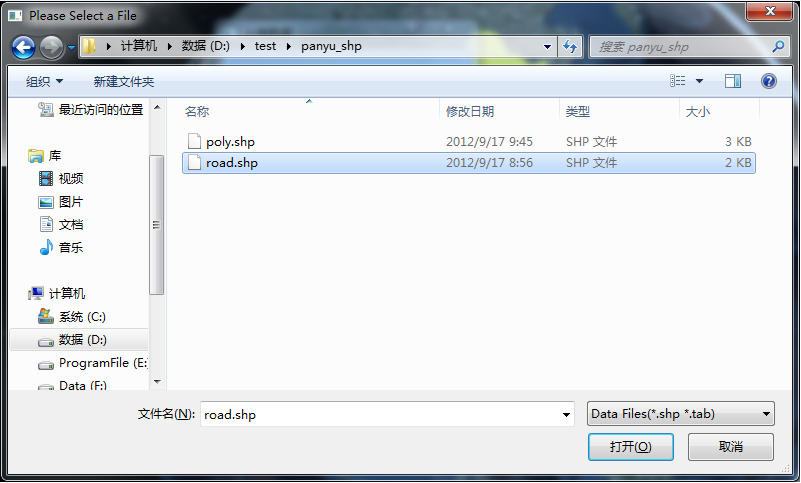 Please Select a File
计算机 数据 (D:) test panyu_shp
搜索 panyu_shp
组织 新建文件夹
最近访问的位置
库
视频
图片
文档
音乐
计算机
系统 (C:)
数据 (D:)
ProgramFile (E:
Data (F:)
名称 修改日期 类型 大小
poly.shp 2012/9/17 9:45 SHP 文件 3 KB
road.shp 2012/9/17 8:56 SHP 文件 2 KB
文件名(N): road.shp Data Files(*.shp *.tab)
打开(O) 取消